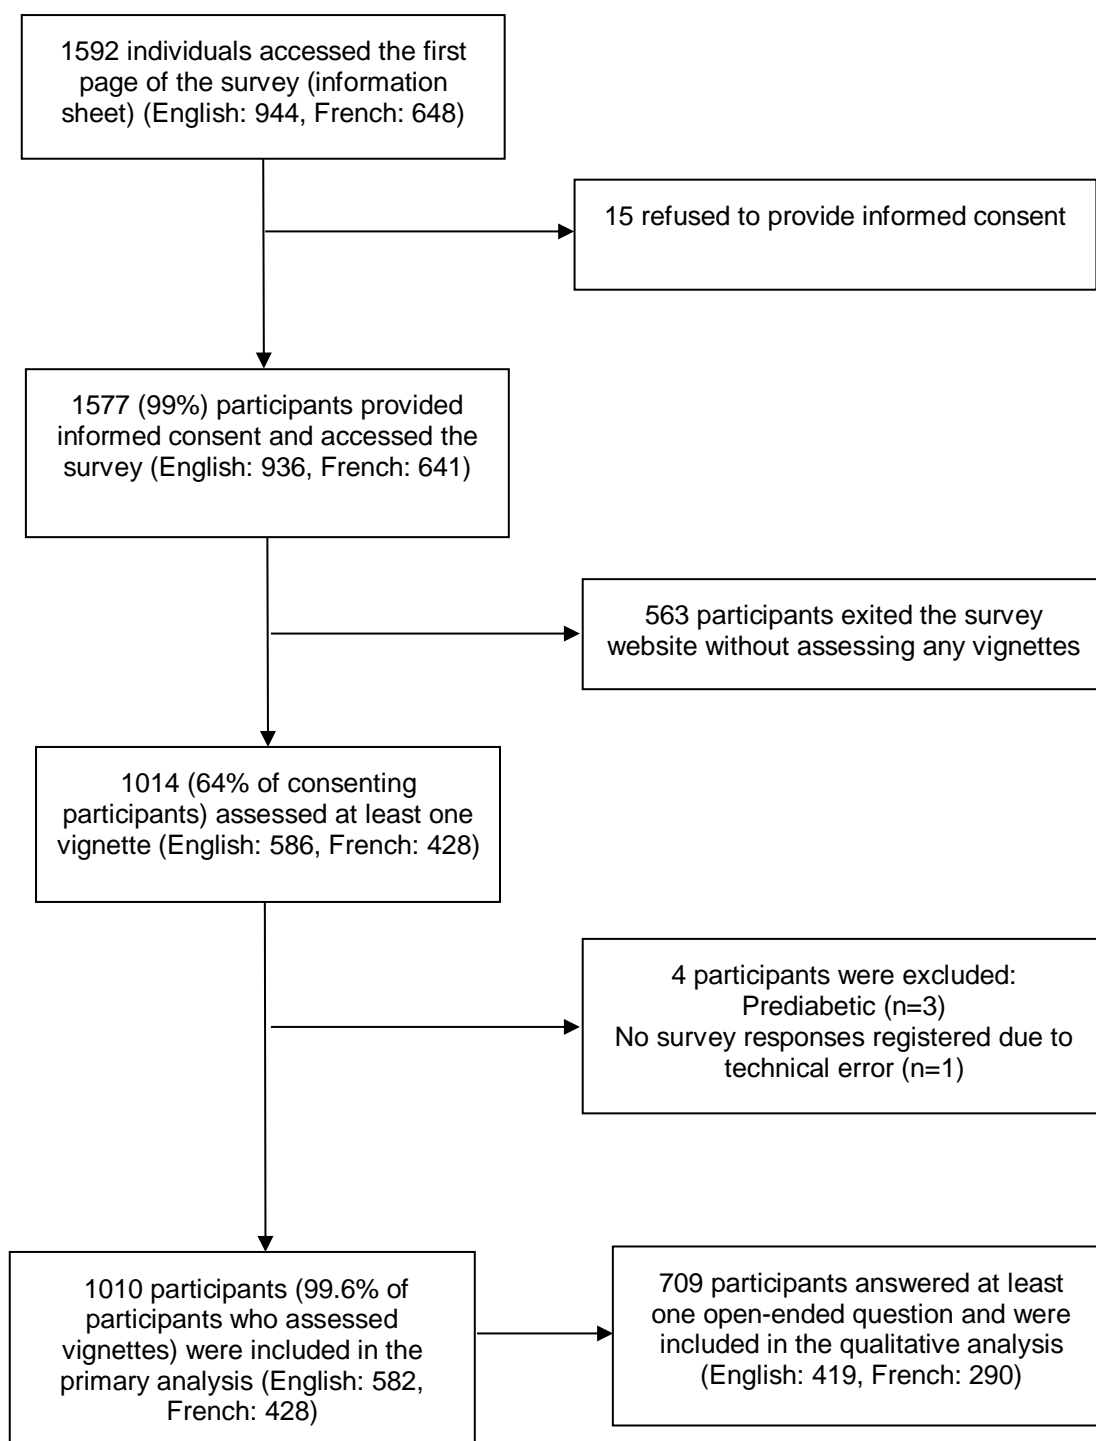 1592 individuals accessed the first
page of the survey (information
sheet) (English: 944, French: 648)
15 refused to provide informed consent
1577 (99%) participants provided
informed consent and accessed the
survey (English: 936, French: 641)
563 participants exited the survey
website without assessing any vignettes
1014 (64% of consenting
participants) assessed at least one
vignette (English: 586, French: 428)
4 participants were excluded:
Prediabetic (n=3)
No survey responses registered due to
technical error (n=1)
1010 participants (99.6% of
participants who assessed
vignettes) were included in the
primary analysis (English: 582,
French: 428)
709 participants answered at least
one open-ended question and were
included in the qualitative analysis
(English: 419, French: 290)